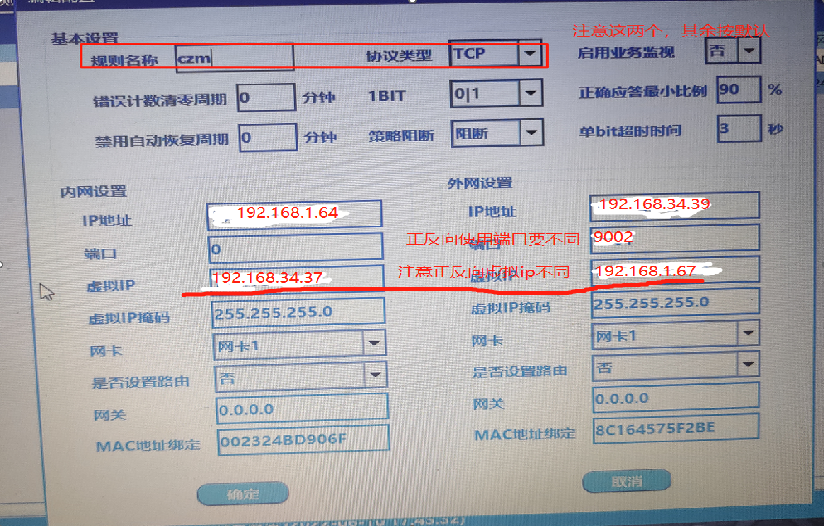 基本设置
注意这两个，其余按默认
规则名称 czm 协议类型 TCP 启用业务监视 否
错误计数清零周期 0 分钟 1BIT 0|1 正确应答最小比例 90 %
禁用自动恢复周期 0 分钟 策略阻断 阻断 单bit超时时间 3 秒
内网设置 外网设置
IP地址 192.168.1.64 IP地址 192.168.34.39
端口 0 正反向使用端口要不同 9002
虚拟IP 192.168.34.37 注意正反向虚拟ip不同 192.168.1.67
虚拟IP掩码 255.255.255.0 虚拟IP掩码 255.255.255.0
网卡 网卡1 网卡 网卡1
是否设置路由 否 是否设置路由 否
网关 0.0.0.0 网关 0.0.0.0
MAC地址绑定 002324BD906F MAC地址绑定 8C164575F2BE
确定 取消